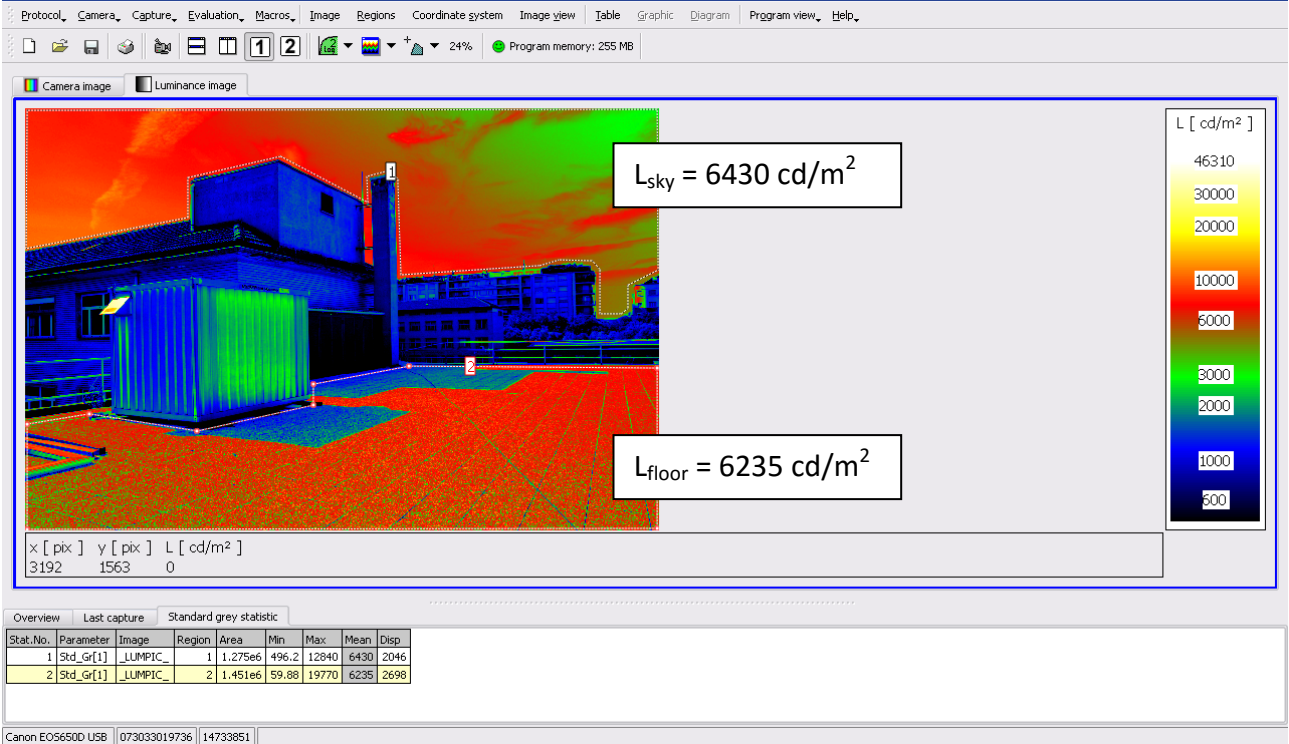 Protocol Camera Capture Evaluation Macros Image Regions Coordinate system Image view Table Graphic Diagram Program view Help
1 2 LOG 24% Program memory: 255 MB
Camera image Luminance image
L [ cd/m² ]
46310
30000
20000
10000
6000
3000
2000
1000
600
1
L_sky = 6430 cd/m²
2
L_floor = 6235 cd/m²
x [ pix ] y [ pix ] L [ cd/m² ]
3192 1563 0
Overview Last capture Standard grey statistic
Stat.No. Parameter Image Region Area Min Max Mean Disp
1 Std_Gr[1] _LUMPIC_ 1 1.275e6 496.2 12840 6430 2046
2 Std_Gr[1] _LUMPIC_ 2 1.451e6 59.88 19770 6235 2698
Canon EOS650D USB 073033019736 14733851